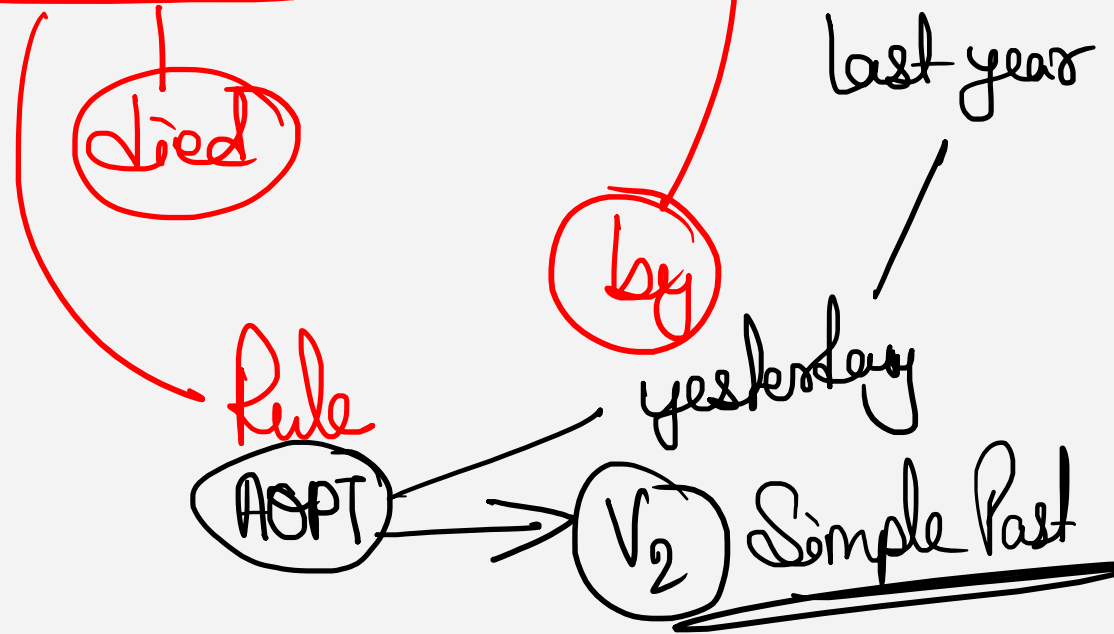 last year
died
by
yesterday
Rule
AOPT
V2 Simple Past